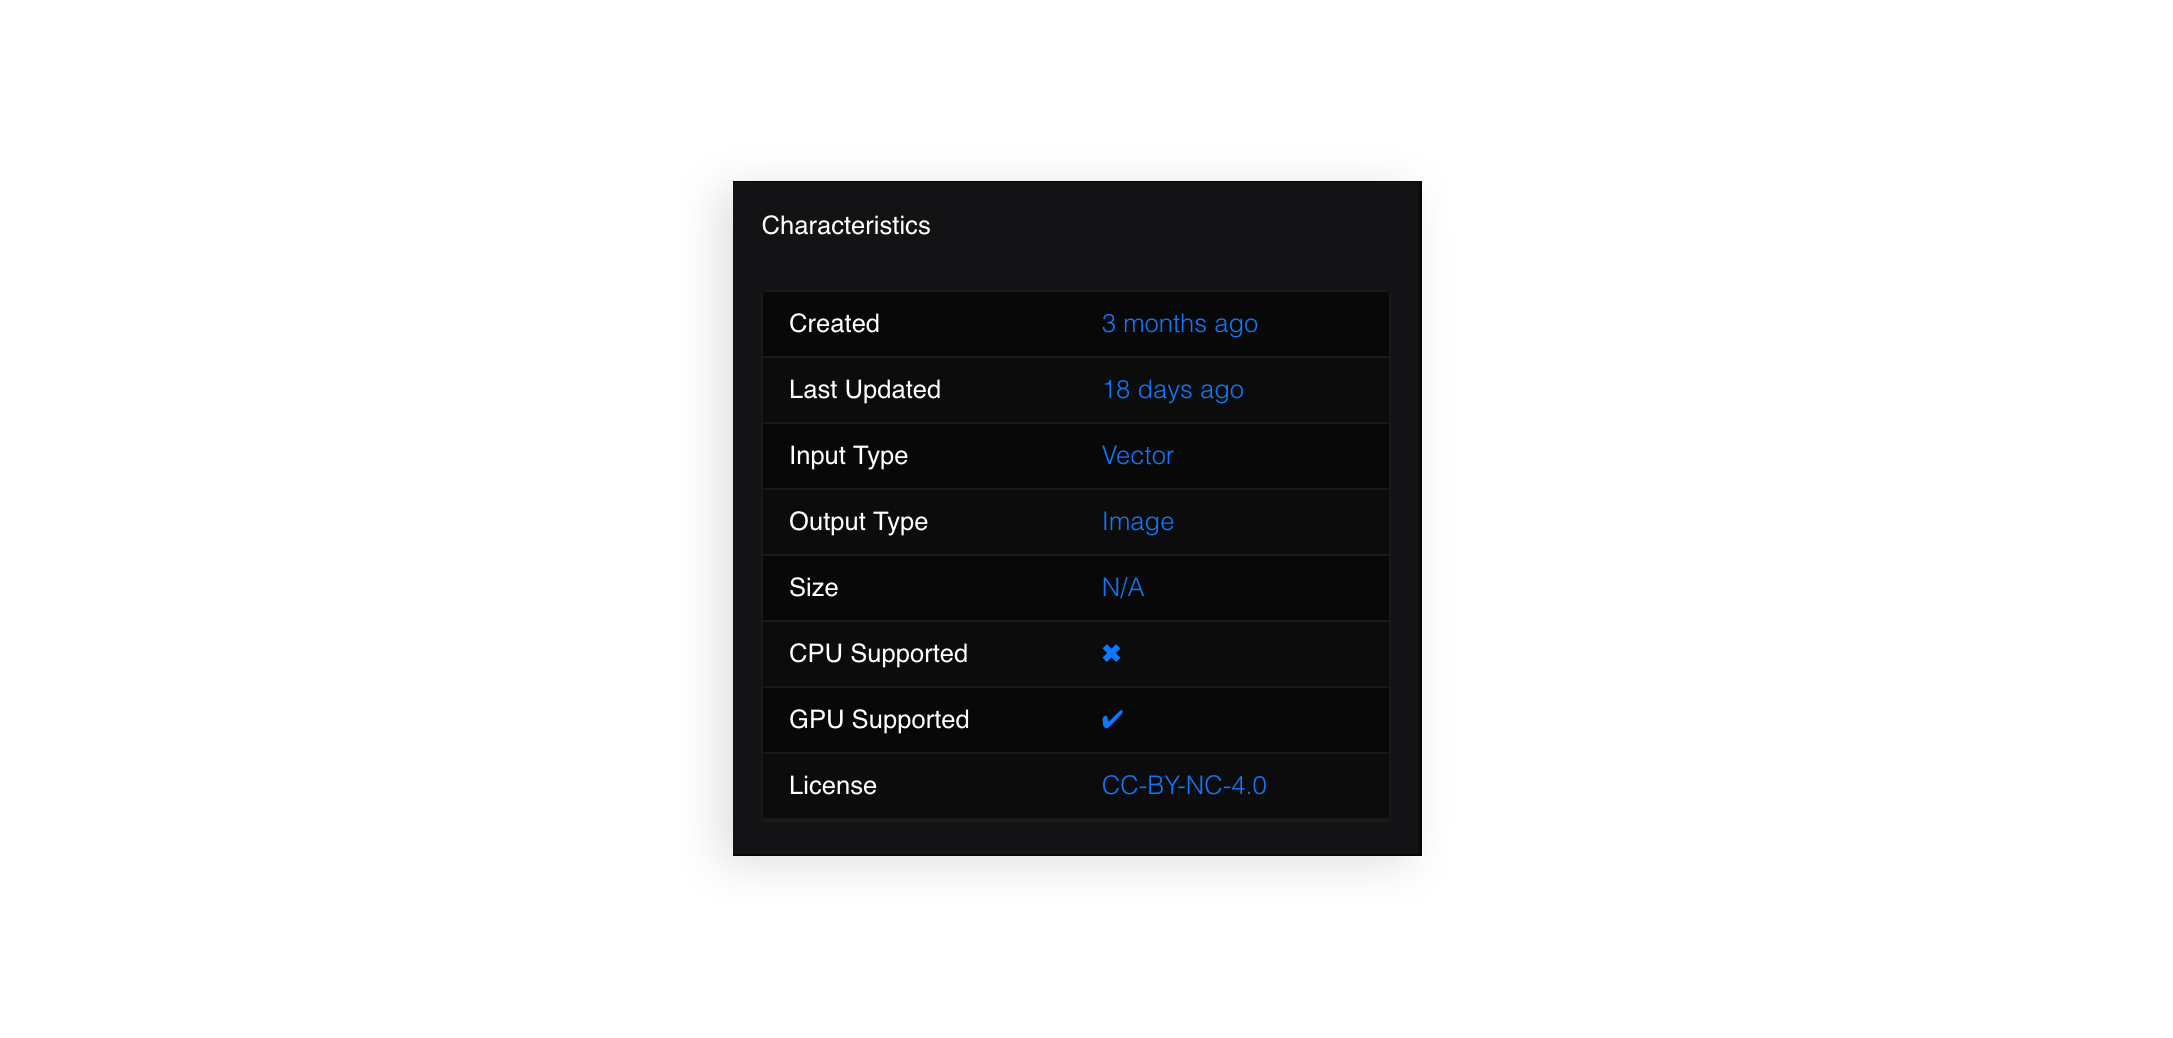 Characteristics
Created 3 months ago
Last Updated 18 days ago
Input Type Vector
Output Type Image
Size N/A
CPU Supported ✖
GPU Supported ✔
License CC-BY-NC-4.0